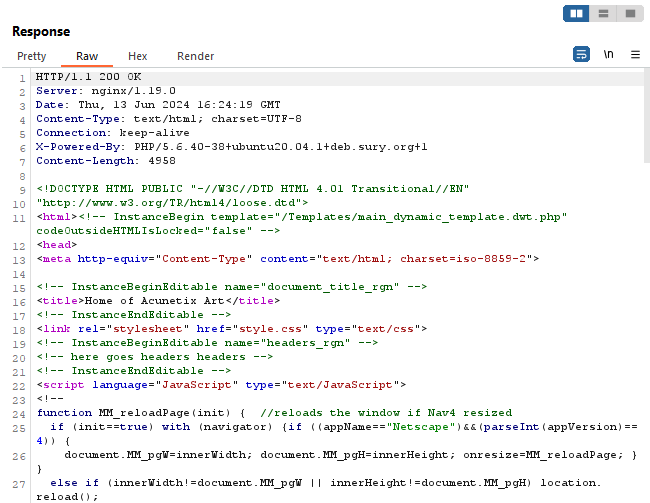 Response
Pretty Raw Hex Render \n
1 HTTP/1.1 200 OK
2 Server: nginx/1.19.0
3 Date: Thu, 13 Jun 2024 16:24:19 GMT
4 Content-Type: text/html; charset=UTF-8
5 Connection: keep-alive
6 X-Powered-By: PHP/5.6.40-38+ubuntu20.04.1+deb.sury.org+1
7 Content-Length: 4958
8
9 <!DOCTYPE HTML PUBLIC "-//W3C//DTD HTML 4.01 Transitional//EN"
10 "http://www.w3.org/TR/html4/loose.dtd">
11 <html><!-- InstanceBegin template="/Templates/main_dynamic_template.dwt.php"
codeOutsideHTMLIsLocked="false" -->
12 <head>
13 <meta http-equiv="Content-Type" content="text/html; charset=iso-8859-2">
14
15 <!-- InstanceBeginEditable name="document_title_rgn" -->
16 <title>Home of Acunetix Art</title>
17 <!-- InstanceEndEditable -->
18 <link rel="stylesheet" href="style.css" type="text/css">
19 <!-- InstanceBeginEditable name="headers_rgn" -->
20 <!-- here goes headers headers -->
21 <!-- InstanceEndEditable -->
22 <script language="JavaScript" type="text/JavaScript">
23 <!--
24 function MM_reloadPage(init) { //reloads the window if Nav4 resized
25 if (init==true) with (navigator) {if ((appName=="Netscape")&&(parseInt(appVersion)==
4)) {
26 document.MM_pgW=innerWidth; document.MM_pgH=innerHeight; onresize=MM_reloadPage; }
}
27 else if (innerWidth!=document.MM_pgW || innerHeight!=document.MM_pgH) location.
reload();